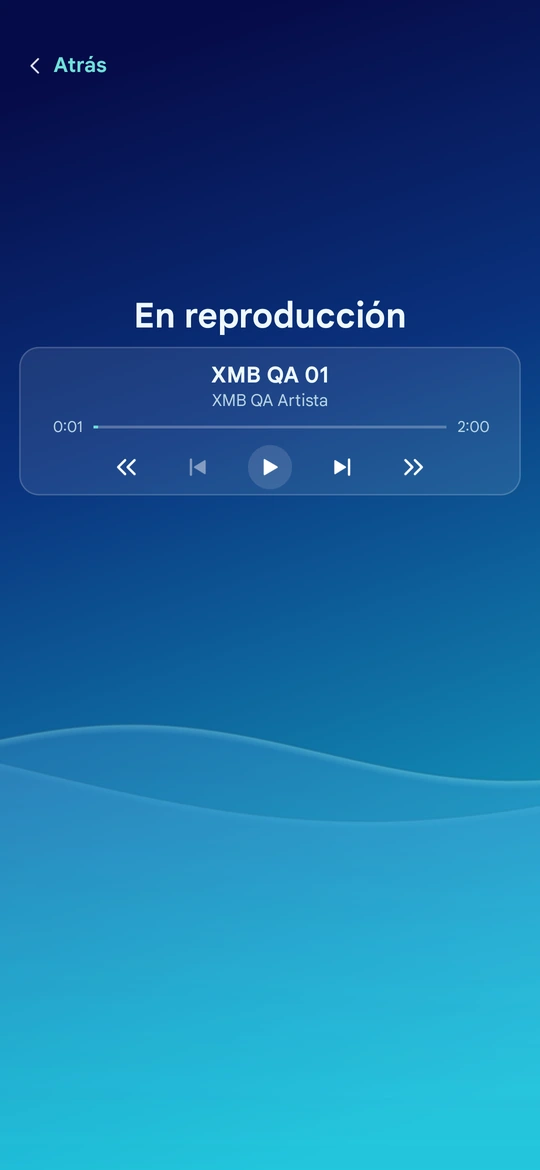 Atrás
En reproducción
XMB QA 01
XMB QA Artista
0:01 2:00